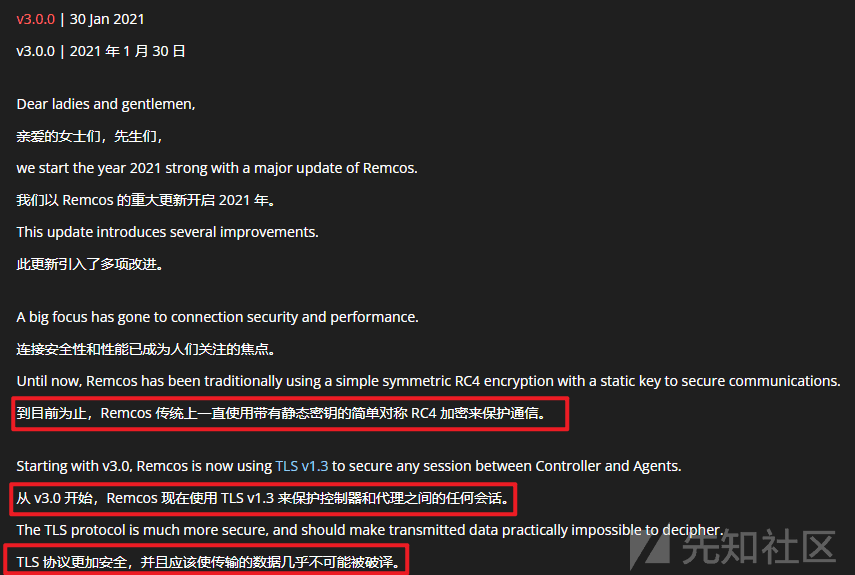 v3.0.0 | 30 Jan 2021
v3.0.0 | 2021 年 1 月 30 日
Dear ladies and gentlemen,
亲爱的女士们，先生们，
we start the year 2021 strong with a major update of Remcos.
我们以 Remcos 的重大更新开启 2021 年。
This update introduces several improvements.
此更新引入了多项改进。
A big focus has gone to connection security and performance.
连接安全性和性能已成为人们关注的焦点。
Until now, Remcos has been traditionally using a simple symmetric RC4 encryption with a static key to secure communications.
到目前为止，Remcos 传统上一直使用带有静态密钥的简单对称 RC4 加密来保护通信。
Starting with v3.0, Remcos is now using TLS v1.3 to secure any session between Controller and Agents.
从 v3.0 开始，Remcos 现在使用 TLS v1.3 来保护控制器和代理之间的任何会话。
The TLS protocol is much more secure, and should make transmitted data practically impossible to decipher.
TLS 协议更加安全，并且应该使传输的数据几乎不可能被破译。
先知社区